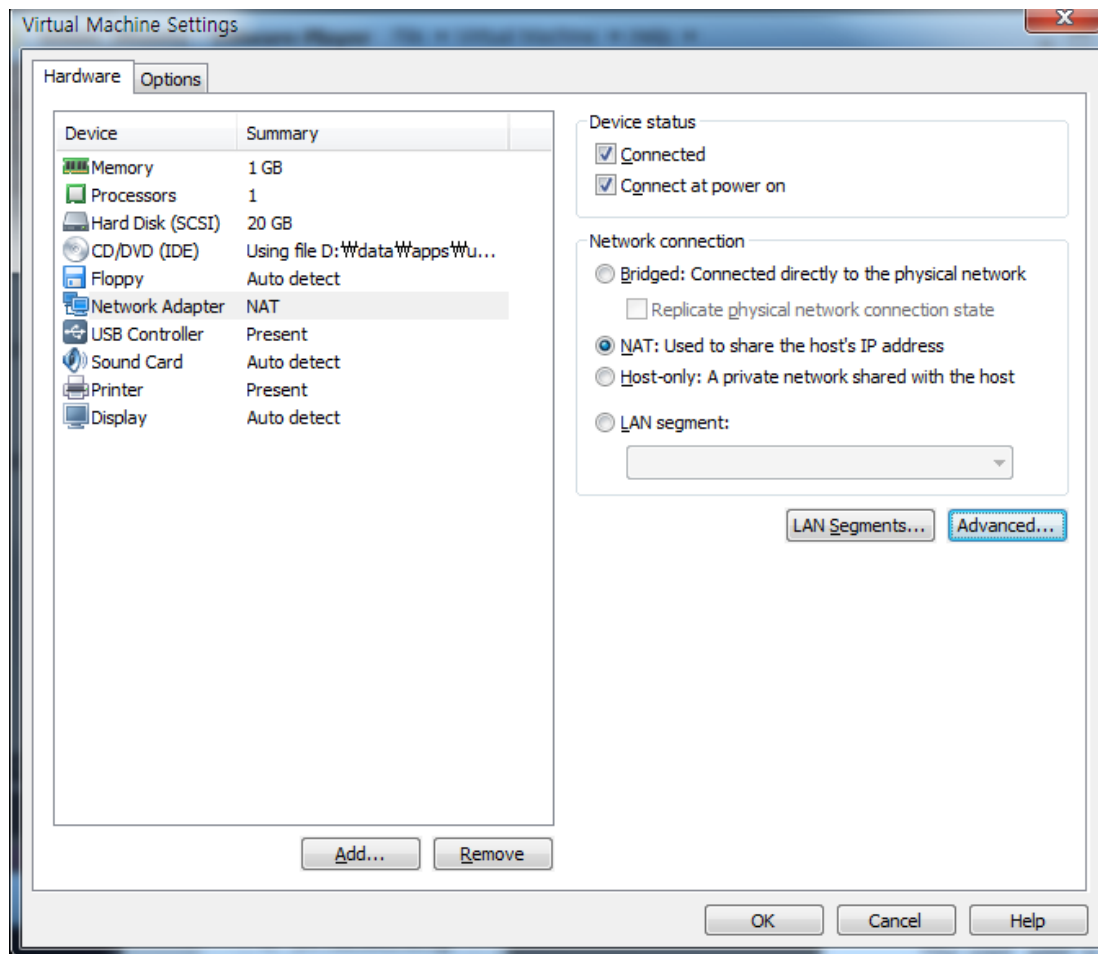 Virtual Machine Settings
Hardware Options
Device Summary
Memory 1 GB
Processors 1
Hard Disk (SCSI) 20 GB
CD/DVD (IDE) Using file D:₩data₩apps₩u...
Floppy Auto detect
Network Adapter NAT
USB Controller Present
Sound Card Auto detect
Printer Present
Display Auto detect
Add... Remove
Device status
Connected
Connect at power on
Network connection
Bridged: Connected directly to the physical network
Replicate physical network connection state
NAT: Used to share the host's IP address
Host-only: A private network shared with the host
LAN segment:
LAN Segments... Advanced...
OK Cancel Help